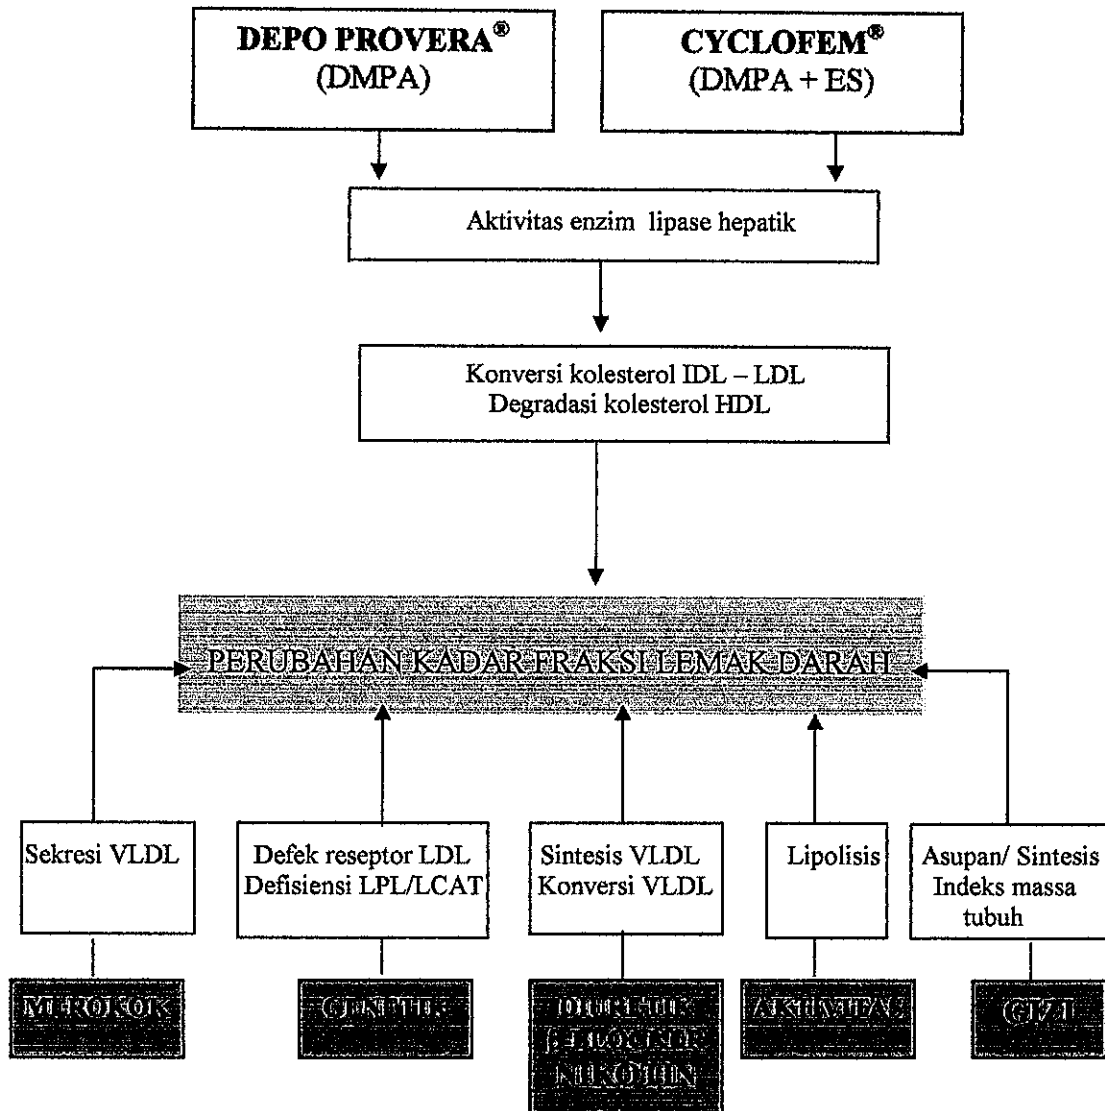 DEPO PROVERA®
(DMPA)
CYCLOFEM®
(DMPA + ES)
Aktivitas enzim lipase hepatik
Konversi kolesterol IDL – LDL
Degradasi kolesterol HDL
PERUBAHAN KADAR FRAKSI LEMAK DARAH
Sekresi VLDL
Defek reseptor LDL
Defisiensi LPL/LCAT
Sintesis VLDL
Konversi VLDL
Lipolisis
Asupan/ Sintesis
Indeks massa
tubuh
MEROKOK
GENETIK
DIURETIK
β-BLOCKER
NIKOTIN
GIZI